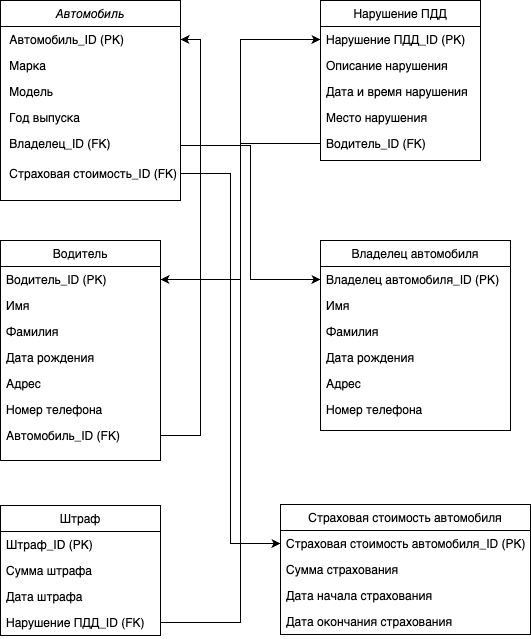 Автомобиль
Автомобиль_ID (PK)
Марка
Модель
Год выпуска
Владелец_ID (FK)
Страховая стоимость_ID (FK)
Нарушение ПДД
Нарушение ПДД_ID (PK)
Описание нарушения
Дата и время нарушения
Место нарушения
Водитель_ID (FK)
Водитель
Водитель_ID (PK)
Имя
Фамилия
Дата рождения
Адрес
Номер телефона
Автомобиль_ID (FK)
Владелец автомобиля
Владелец автомобиля_ID (PK)
Имя
Фамилия
Дата рождения
Адрес
Номер телефона
Штраф
Штраф_ID (PK)
Сумма штрафа
Дата штрафа
Нарушение ПДД_ID (FK)
Страховая стоимость автомобиля
Страховая стоимость автомобиля_ID (PK)
Сумма страхования
Дата начала страхования
Дата окончания страхования